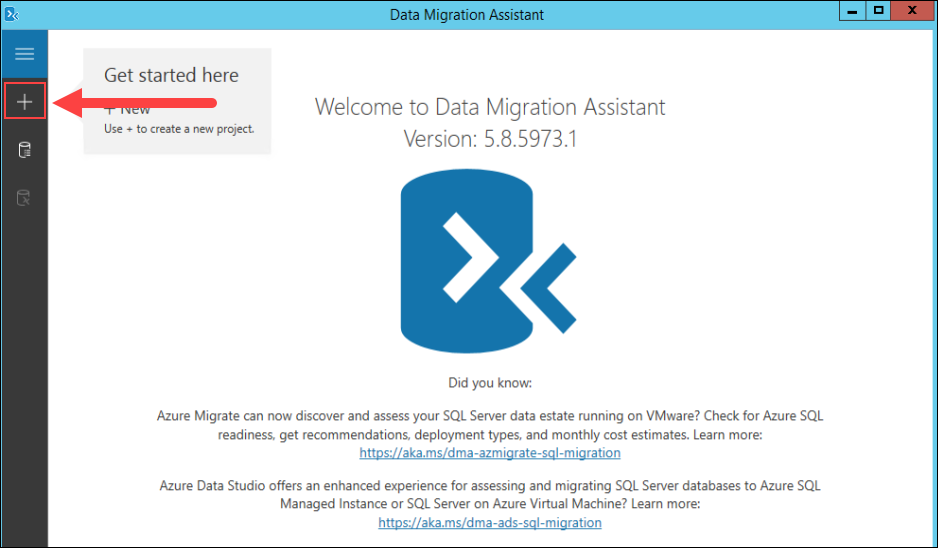 Data Migration Assistant
Get started here
+ New
Use + to create a new project.
Welcome to Data Migration Assistant
Version: 5.8.5973.1
Did you know:
Azure Migrate can now discover and assess your SQL Server data estate running on VMware? Check for Azure SQL
readiness, get recommendations, deployment types, and monthly cost estimates. Learn more:
https://aka.ms/dma-azmigrate-sql-migration
Azure Data Studio offers an enhanced experience for assessing and migrating SQL Server databases to Azure SQL
Managed Instance or SQL Server on Azure Virtual Machine? Learn more:
https://aka.ms/dma-ads-sql-migration